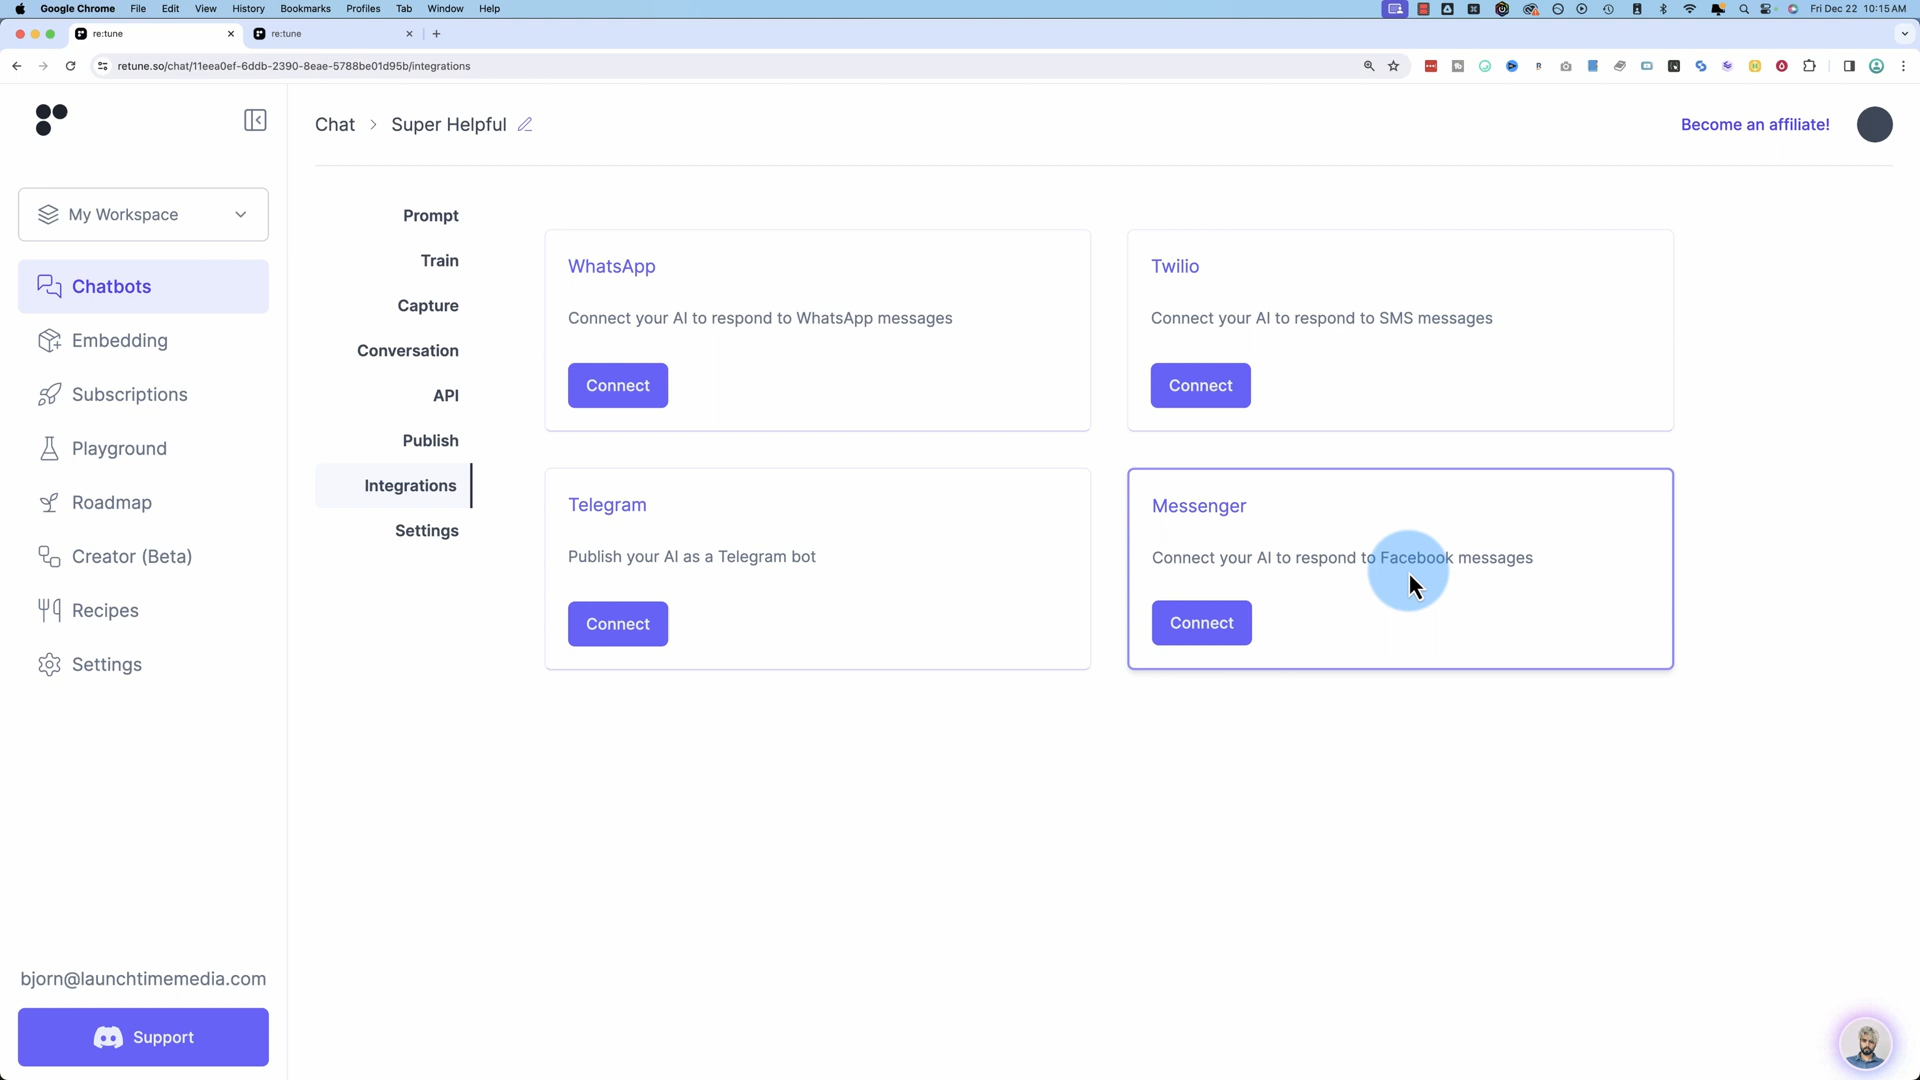 Google Chrome File Edit View History Bookmarks Profiles Tab Window Help Fri Dec 22 10:15 AM
re:tune re:tune
retune.so/chat/11eea0ef-6ddb-2390-8eae-5788be01d95b/integrations
Chat > Super Helpful
Become an affiliate!
My Workspace
Chatbots
Embedding
Subscriptions
Playground
Roadmap
Creator (Beta)
Recipes
Settings
bjorn@launchtimemedia.com
Support
Prompt
Train
Capture
Conversation
API
Publish
Integrations
Settings
WhatsApp
Connect your AI to respond to WhatsApp messages
Connect
Twilio
Connect your AI to respond to SMS messages
Connect
Telegram
Publish your AI as a Telegram bot
Connect
Messenger
Connect your AI to respond to Facebook messages
Connect